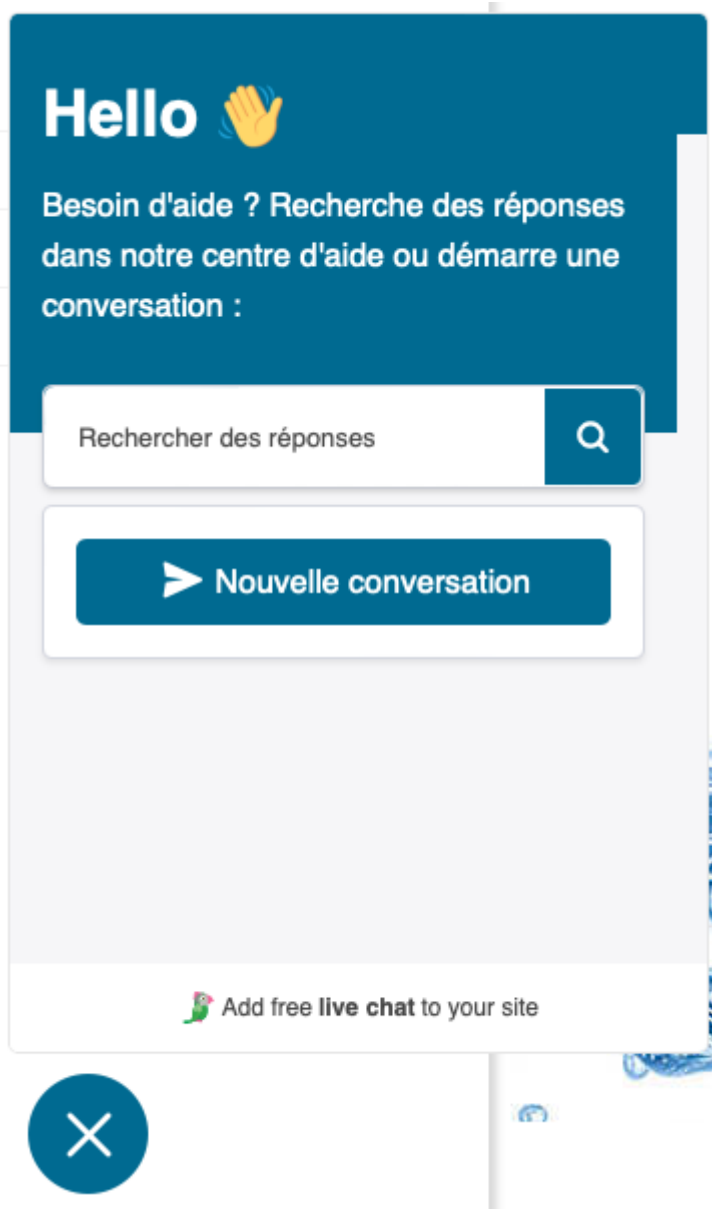 Hello 👋
Besoin d'aide ? Recherche des réponses
dans notre centre d'aide ou démarre une
conversation :
Rechercher des réponses
Nouvelle conversation
Add free live chat to your site